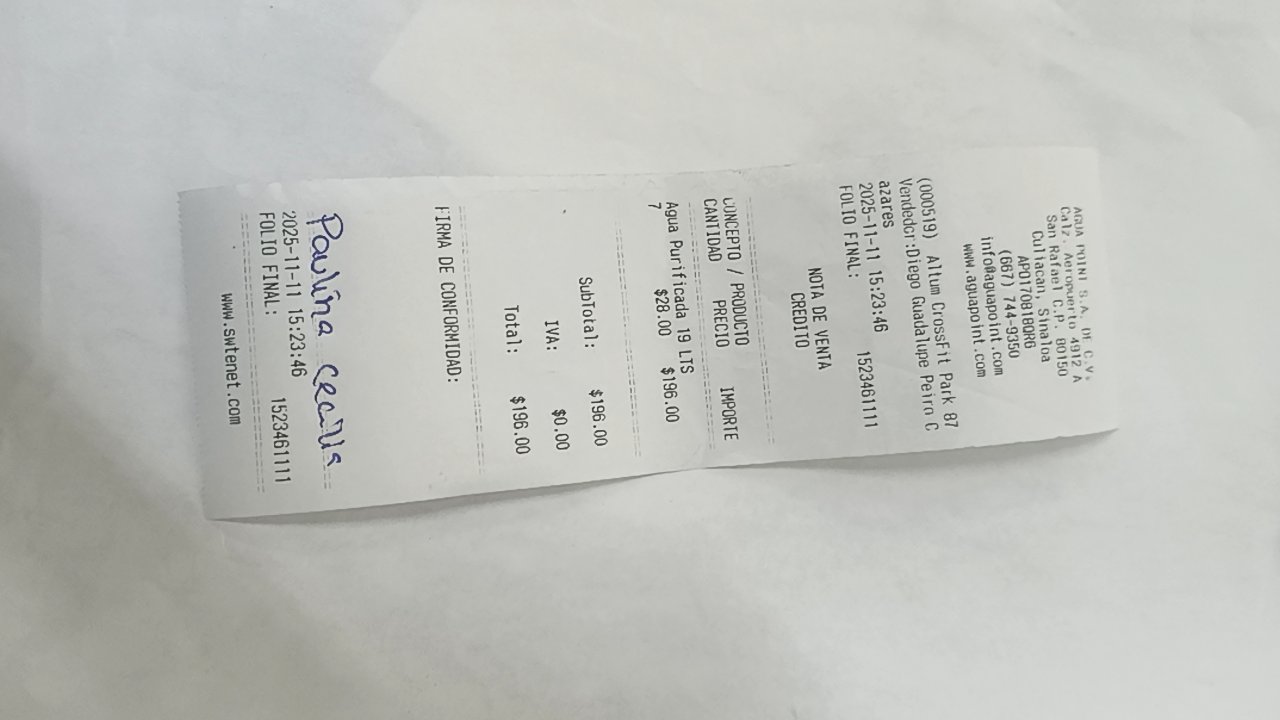 AGUA POINT S.A. DE C.V.
Calz. Aeropuerto 4912 A
San Rafael C.P. 80150
Culiacan, Sinaloa
APO170818QR6
(667) 744-9350
info@aguapoint.com
www.aguapoint.com
(000519) Altum CrossFit Park 87
Vendedor:Diego Guadalupe Peiro C
azares
2025-11-11 15:23:46
FOLIO FINAL: 1523461111
NOTA DE VENTA
CREDITO
CONCEPTO / PRODUCTO
CANTIDAD PRECIO IMPORTE
Agua Purificada 19 LTS
7 $28.00 $196.00
SubTotal: $196.00
IVA: $0.00
Total: $196.00
FIRMA DE CONFORMIDAD:
Paulina
2025-11-11 15:23:46
FOLIO FINAL: 1523461111
www.swtenet.com